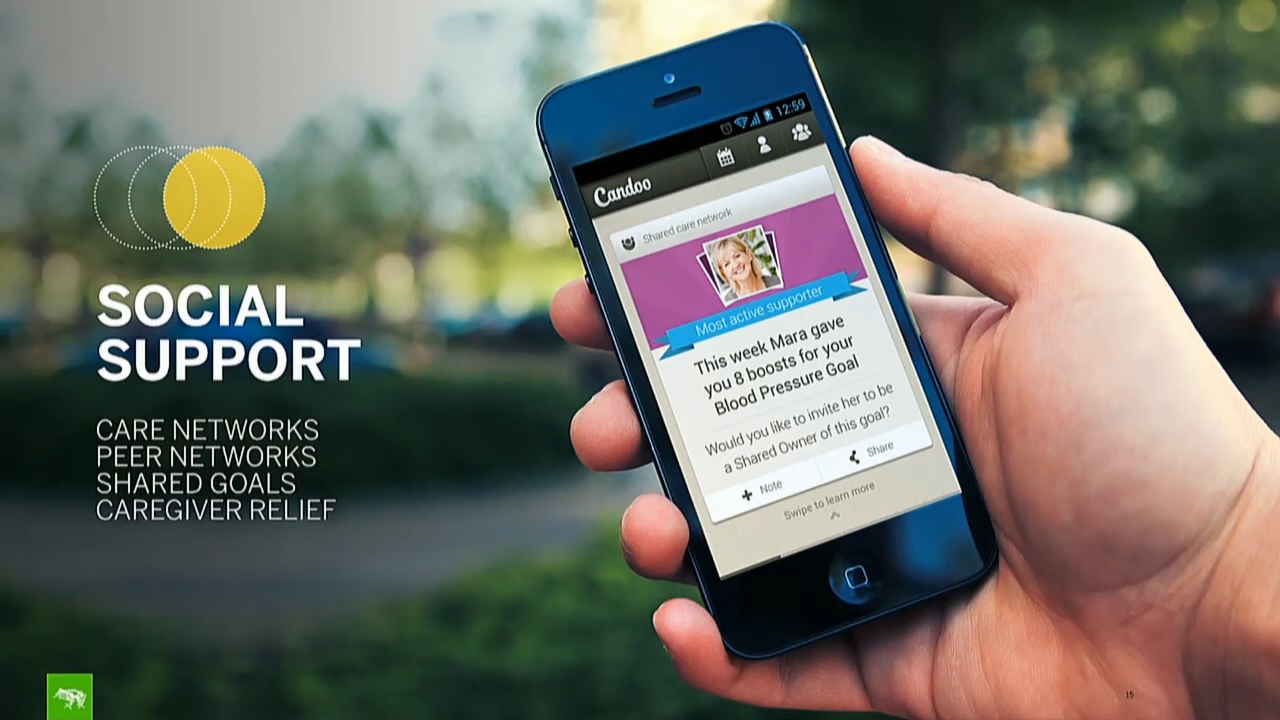 SOCIAL
SUPPORT
CARE NETWORKS
PEER NETWORKS
SHARED GOALS
CAREGIVER RELIEF
12:59
Candoo
Shared care network
Most active supporter
This week Mara gave
you 8 boosts for your
Blood Pressure Goal
Would you like to invite her to be
a Shared Owner of this goal?
Note
Share
Swipe to learn more
15